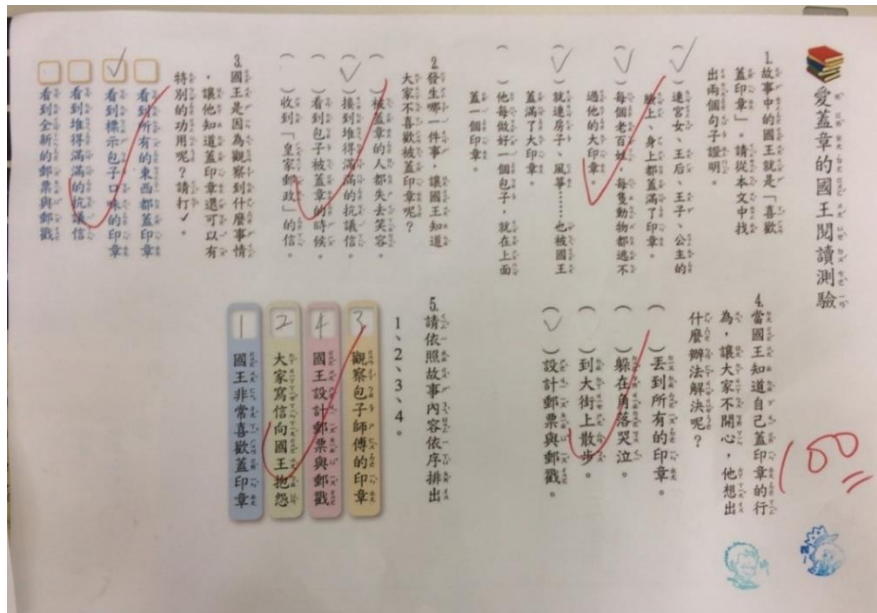 愛蓋章的國王閱讀測驗
1. 故事中的國王就是「喜歡
蓋印章」。請從本文中找
出兩個句子證明。
(✓)連宮女、王后、王子、公主的
臉上、身上都蓋滿了印章。
(✓)每個老百姓,每隻動物都逃不
過他的大印章。
(✓)就連房子、風箏……也被國王
蓋滿了大印章。
( )他每做好一個包子,就在上面
蓋一個印章。
2. 發生哪一件事,讓國王知道
大家不喜歡被蓋印章呢?
( )被蓋章的人都失去笑容。
(✓)接到堆得滿滿的抗議信。
( )看到包子被蓋章的時候。
( )收到「皇家郵政」的信。
3. 國王是因為觀察到什麼事情
,讓他知道蓋印章還可以有
特別的功用呢?請打✓。
看到所有的東西都蓋印章
✓ 看到標示包子口味的印章
看到堆得滿滿的抗議信
看到全新的郵票與郵戳
4. 當國王知道自己蓋印章的行
為,讓大家不開心,他想出
什麼辦法解決呢?
( )丟到所有的印章。
( )躲在角落哭泣。
( )到大街上散步。
(✓)設計郵票與郵戳。
5. 請依照故事內容依序排出
1、2、3、4。
3 觀察包子師傅的印章
4 國王設計郵票與郵戳
2 大家寫信向國王抱怨
1 國王非常喜歡蓋印章
100